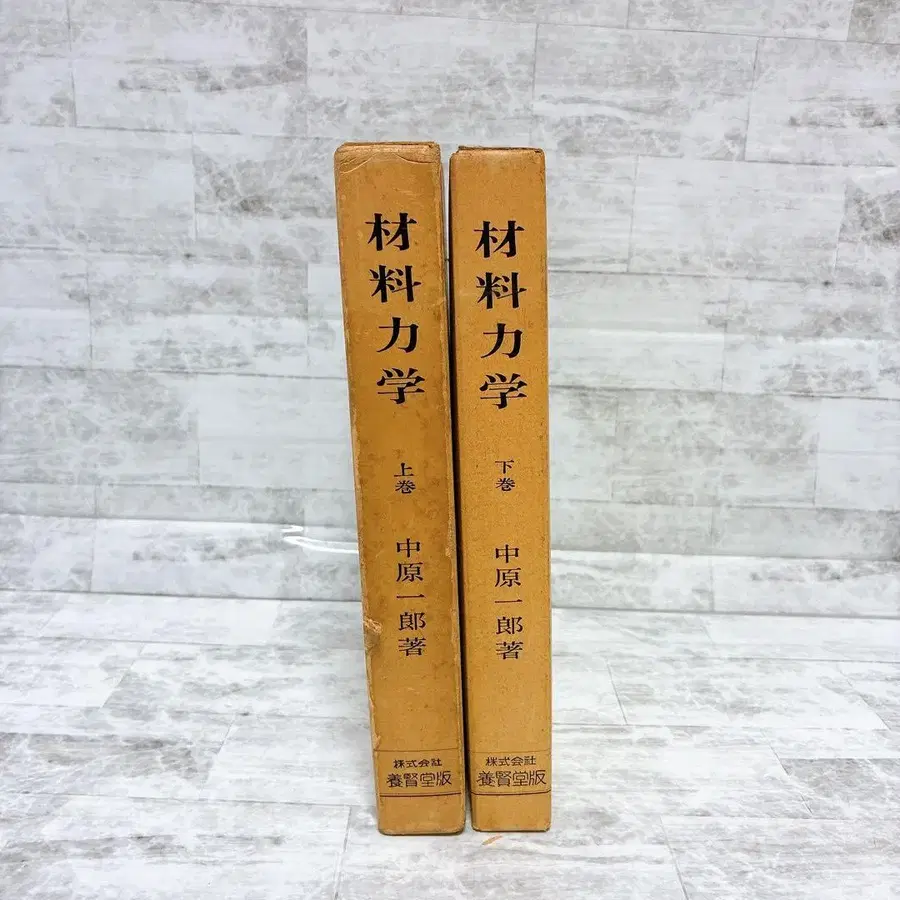 材料力学
上巻
中原一郎著
株式会社
養賢堂版
材料力学
下巻
中原一郎著
株式会社
養賢堂版